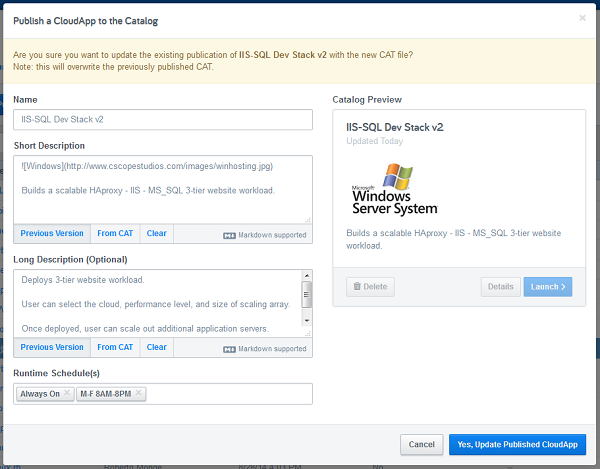 Publish a CloudApp to the Catalog
Are you sure you want to update the existing publication of IIS-SQL Dev Stack v2 with the new CAT file?
Note: this will overwrite the previously published CAT.
Name
IIS-SQL Dev Stack v2
Short Description
![Windows](http://www.cscopestudios.com/images/winhosting.jpg)
Builds a scalable HAproxy - IIS - MS_SQL 3-tier website workload.
Previous Version From CAT Clear
Markdown supported
Long Description (Optional)
Deploys 3-tier website workload.
User can select the cloud, performance level, and size of scaling array.
Once deployed, user can scale out additional application servers.
Previous Version From CAT Clear
Markdown supported
Runtime Schedule(s)
Always On × M-F 8AM-8PM ×
Catalog Preview
IIS-SQL Dev Stack v2
Updated Today
Microsoft
Windows
Server System
Builds a scalable HAproxy - IIS - MS_SQL 3-tier website
workload.
Delete Details Launch
Cancel Yes, Update Published CloudApp